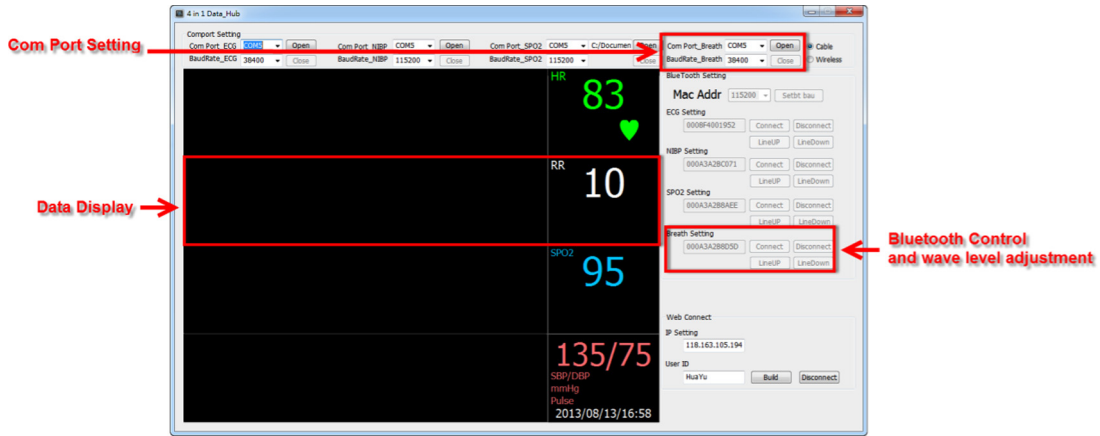 4 in 1 Data_Hub
Comport Setting
Com Port_ECG COM5 Open Com Port_NIBP COM5 Open Com Port_SPO2 COM5 C:/Documen Open Com Port_Breath COM5 Open Cable
BaudRate_ECG 38400 Close BaudRate_NIBP 115200 Close BaudRate_SPO2 115200 Close BaudRate_Breath 38400 Close Wireless
Com Port Setting
HR
83
RR
10
Data Display
SPO2
95
135/75
SBP/DBP
mmHg
Pulse
2013/08/13/16:58
BlueTooth Setting
Mac Addr 115200 Setbt bau
ECG Setting
0008F4001952 Connect Disconnect
LineUP LineDown
NIBP Setting
000A3A2BC071 Connect Disconnect
LineUP LineDown
SPO2 Setting
000A3A2BBAEE Connect Disconnect
LineUP LineDown
Breath Setting
000A3A2B8D5D Connect Disconnect
LineUP LineDown
Bluetooth Control
and wave level adjustment
Web Connect
IP Setting
118.163.105.194
User ID
HuaYu Build Disconnect